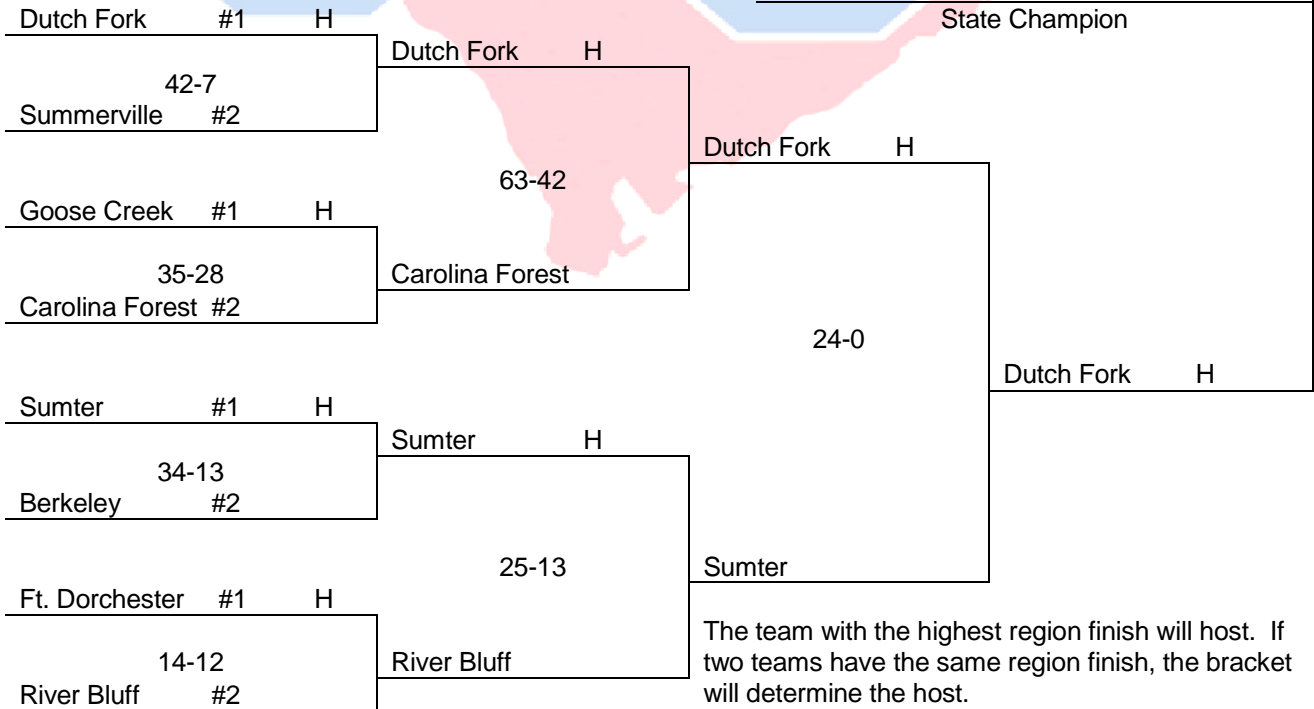 State Champion
Dutch Fork #1 H
42-7
Summerville #2
Dutch Fork H
63-42
Goose Creek #1 H
35-28
Carolina Forest #2
Carolina Forest
Dutch Fork H
24-0
Dutch Fork H
Sumter #1 H
34-13
Berkeley #2
Sumter H
25-13
Ft. Dorchester #1 H
14-12
River Bluff #2
River Bluff
Sumter
The team with the highest region finish will host. If
two teams have the same region finish, the bracket
will determine the host.